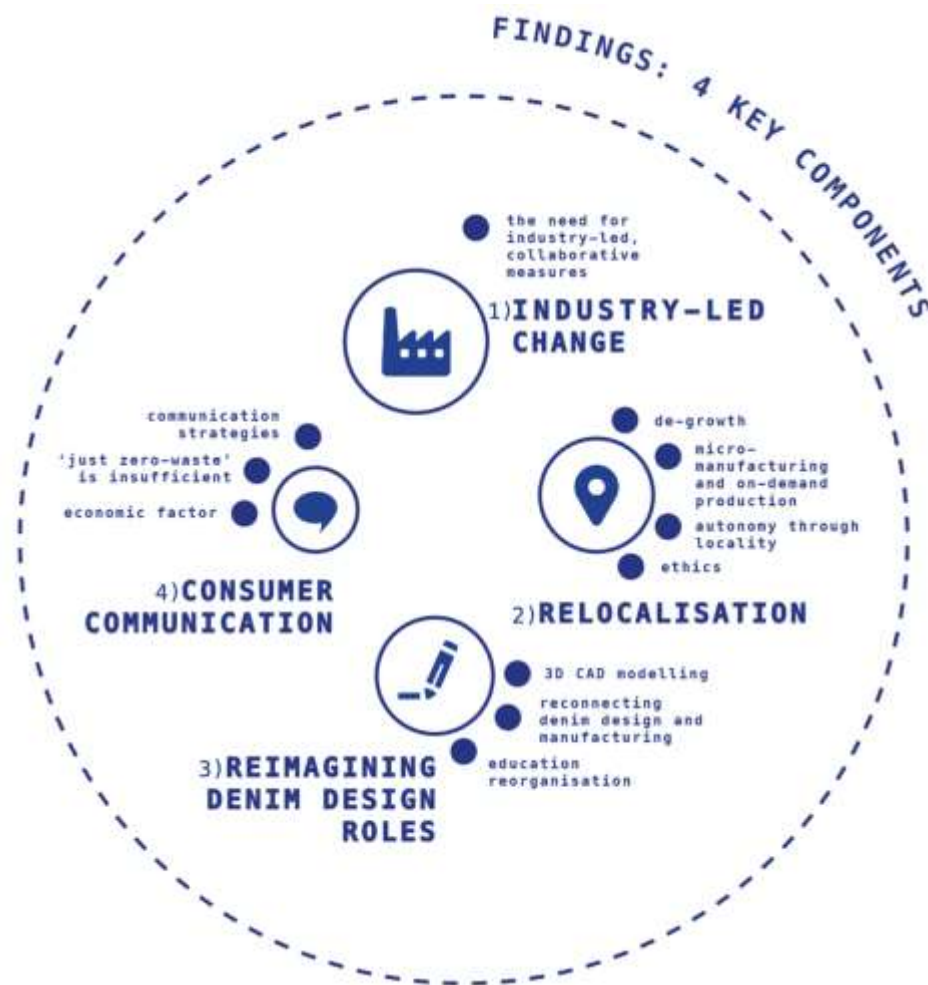 FINDINGS: 4 KEY COMPONENTS
the need for
industry-led,
collaborative
measures
1)INDUSTRY-LED
CHANGE
de-growth
micro-
manufacturing
and on-demand
production
autonomy through
locality
ethics
2)RELOCALISATION
3D CAD modelling
reconnecting
denim design and
manufacturing
education
reorganisation
3)REIMAGINING
DENIM DESIGN
ROLES
communication
strategies
'just zero-waste'
is insufficient
economic factor
4)CONSUMER
COMMUNICATION